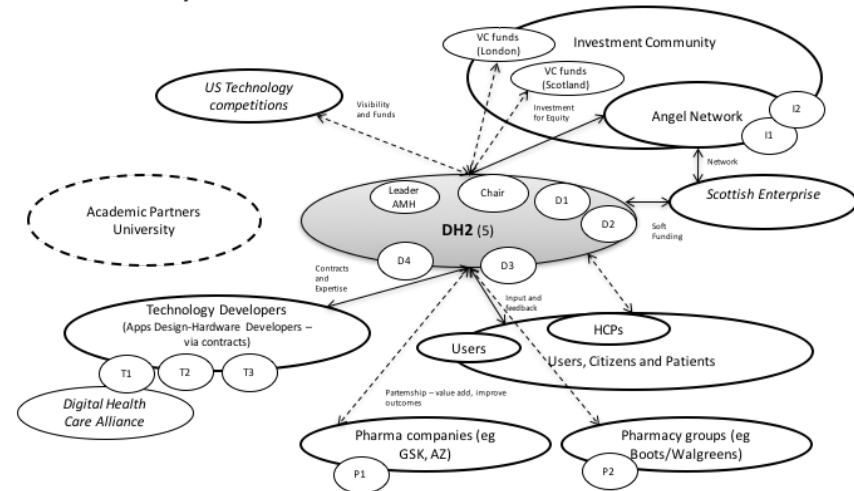 VC funds
(London)
Investment Community
VC funds
(Scotland)
US Technology
competitions
Visibility
and Funds
Investment
for Equity
Angel Network
I2
I1
Network
Academic Partners
University
Leader
AMH
Chair
D1
D2
DH2 (5)
D4
D3
Scottish Enterprise
Soft
Funding
Contracts
and
Expertise
Technology Developers
(Apps Design-Hardware Developers –
via contracts)
T1
T2
T3
Digital Health
Care Alliance
Input and
feedback
HCPs
Users
Users, Citizens and Patients
Parternship – value add, improve
outcomes
Pharma companies (eg
GSK, AZ)
P1
Pharmacy groups (eg
Boots/Walgreens)
P2